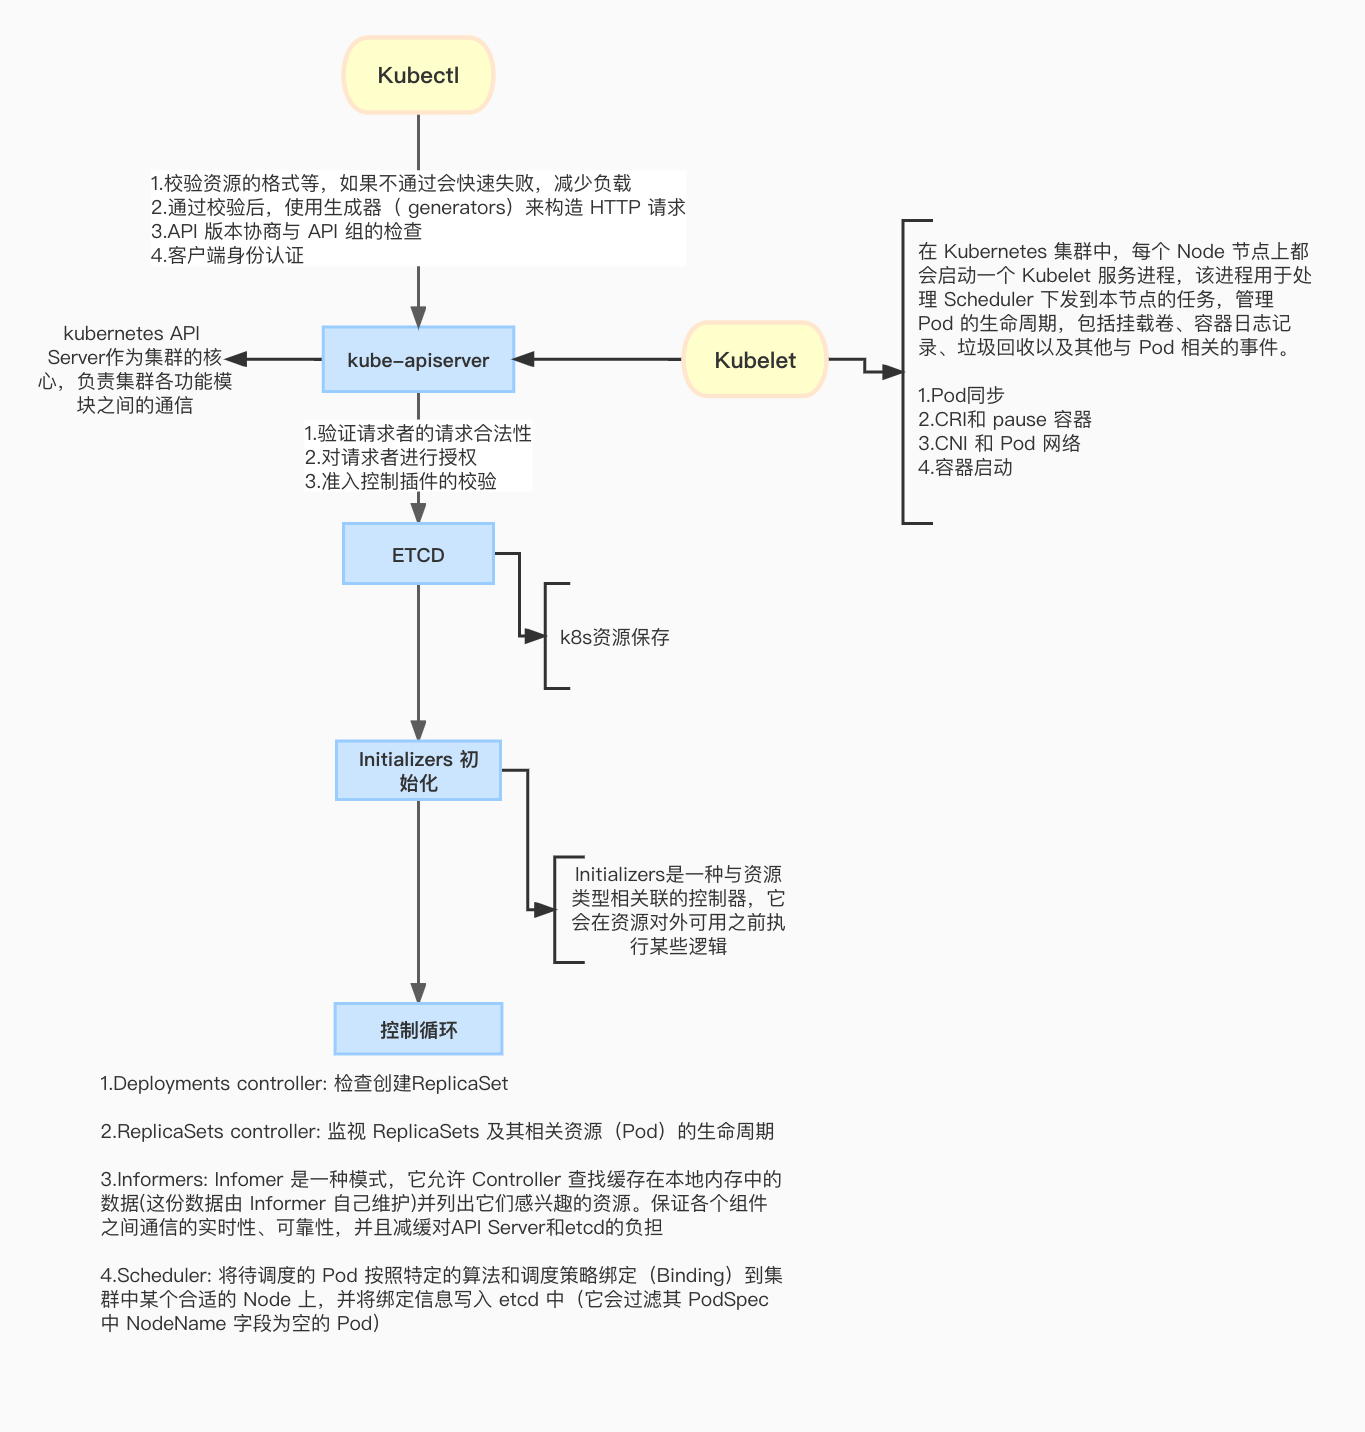 Kubectl
1.校验资源的格式等，如果不通过会快速失败，减少负载
2.通过校验后，使用生成器（ generators）来构造 HTTP 请求
3.API 版本协商与 API 组的检查
4.客户端身份认证
kubernetes API
Server作为集群的核
心，负责集群各功能模
块之间的通信
kube-apiserver
Kubelet
在 Kubernetes 集群中，每个 Node 节点上都
会启动一个 Kubelet 服务进程，该进程用于处
理 Scheduler 下发到本节点的任务，管理
Pod 的生命周期，包括挂载卷、容器日志记
录、垃圾回收以及其他与 Pod 相关的事件。
1.Pod同步
2.CRI和 pause 容器
3.CNI 和 Pod 网络
4.容器启动
1.验证请求者的请求合法性
2.对请求者进行授权
3.准入控制插件的校验
ETCD
k8s资源保存
Initializers 初
始化
Initializers是一种与资源
类型相关联的控制器，它
会在资源对外可用之前执
行某些逻辑
控制循环
1.Deployments controller: 检查创建ReplicaSet
2.ReplicaSets controller: 监视 ReplicaSets 及其相关资源（Pod）的生命周期
3.Informers: Infomer 是一种模式，它允许 Controller 查找缓存在本地内存中的
数据(这份数据由 Informer 自己维护)并列出它们感兴趣的资源。保证各个组件
之间通信的实时性、可靠性，并且减缓对API Server和etcd的负担
4.Scheduler: 将待调度的 Pod 按照特定的算法和调度策略绑定（Binding）到集
群中某个合适的 Node 上，并将绑定信息写入 etcd 中（它会过滤其 PodSpec
中 NodeName 字段为空的 Pod）